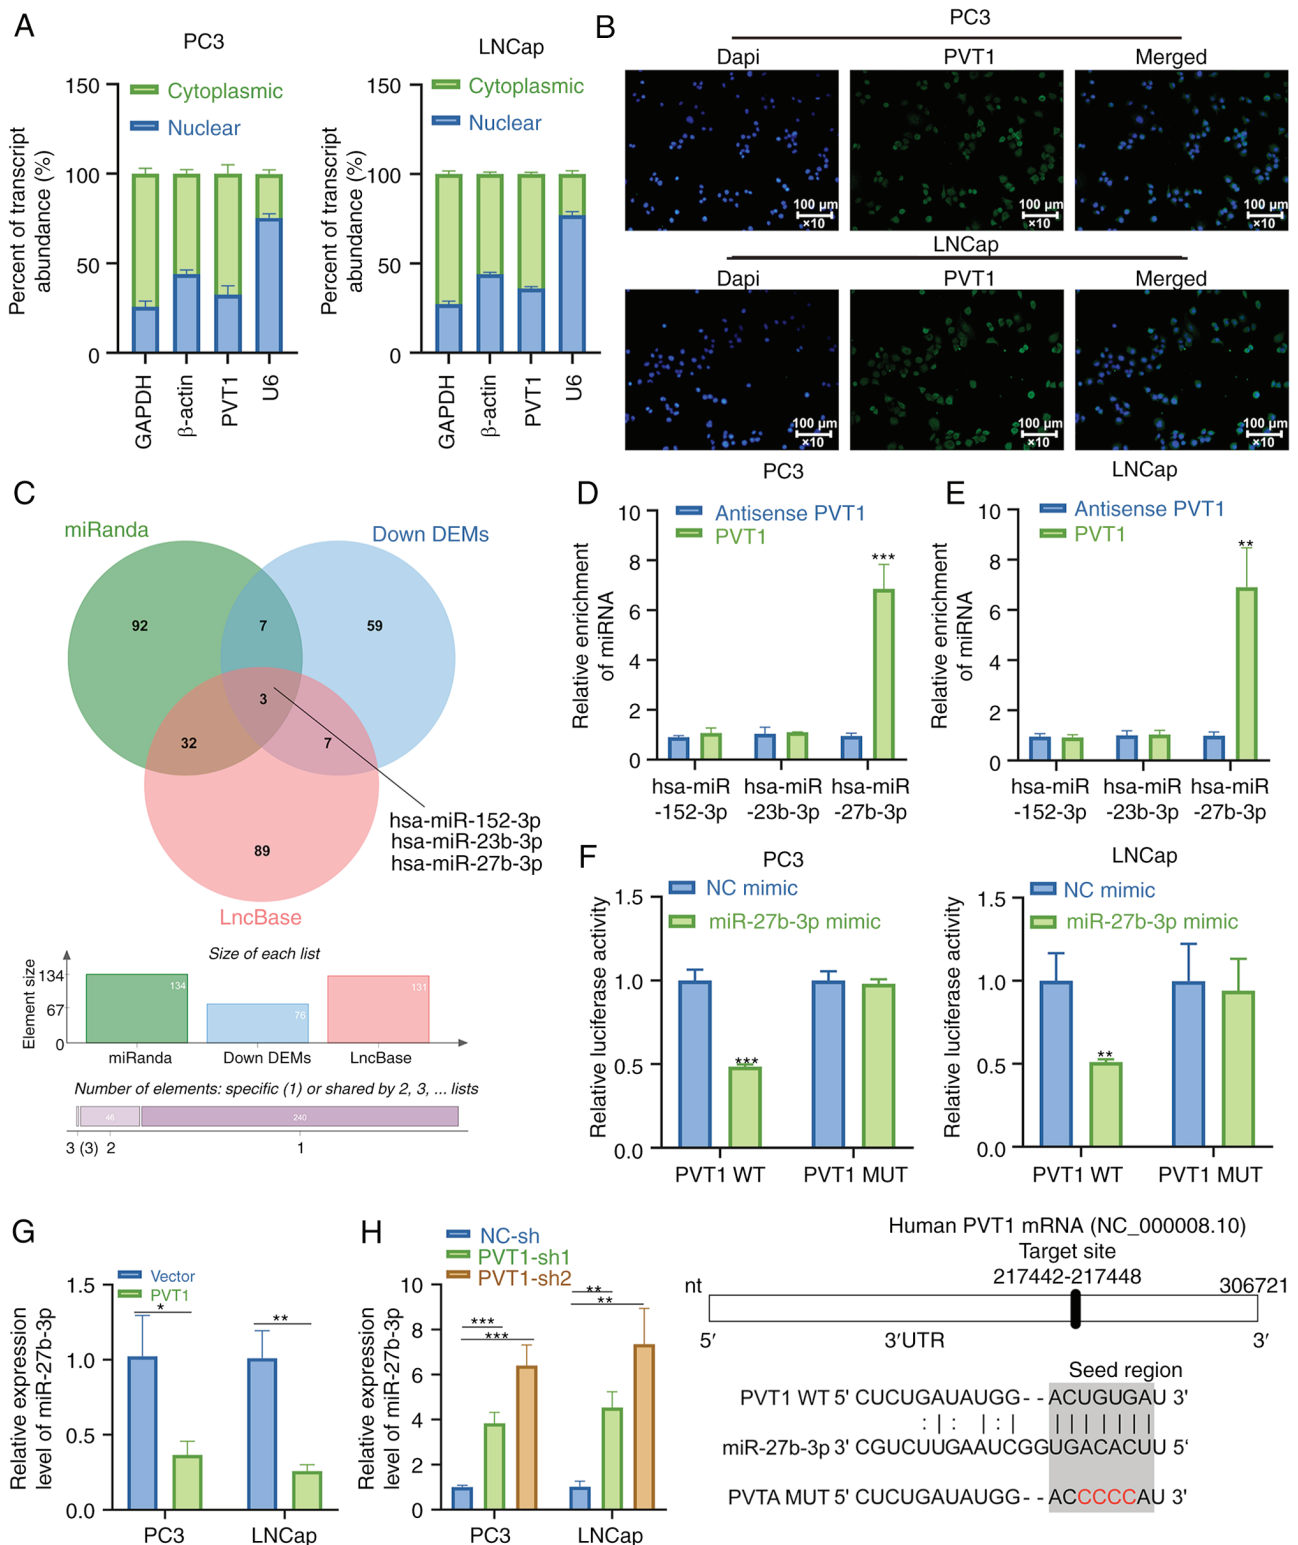 A
PC3
LNCap
150
100
50
0
Percent of transcript
abundance (%)
Cytoplasmic
Nuclear
GAPDH
β-actin
PVT1
U6
150
100
50
0
Percent of transcript
abundance (%)
Cytoplasmic
Nuclear
GAPDH
β-actin
PVT1
U6
B
PC3
Dapi
PVT1
Merged
100 μm
×10
100 μm
×10
100 μm
×10
LNCap
Dapi
PVT1
Merged
100 μm
×10
100 μm
×10
100 μm
×10
C
miRanda
Down DEMs
92
7
59
3
32
7
89
hsa-miR-152-3p
hsa-miR-23b-3p
hsa-miR-27b-3p
LncBase
Size of each list
Element size
134
67
0
134
76
131
miRanda
Down DEMs
LncBase
Number of elements: specific (1) or shared by 2, 3, ... lists
46
240
3 (3) 2
1
D
PC3
Antisense PVT1
PVT1
Relative enrichment
of miRNA
10
8
6
4
2
0
***
hsa-miR
-152-3p
hsa-miR
-23b-3p
hsa-miR
-27b-3p
E
LNCap
Antisense PVT1
PVT1
Relative enrichment
of miRNA
10
8
6
4
2
0
**
hsa-miR
-152-3p
hsa-miR
-23b-3p
hsa-miR
-27b-3p
F
PC3
NC mimic
miR-27b-3p mimic
Relative luciferase activity
1.5
1.0
0.5
0.0
***
PVT1 WT
PVT1 MUT
LNCap
NC mimic
miR-27b-3p mimic
Relative luciferase activity
1.5
1.0
0.5
0.0
**
PVT1 WT
PVT1 MUT
G
Vector
PVT1
Relative expression
level of miR-27b-3p
1.5
1.0
0.5
0.0
*
**
PC3
LNCap
H
NC-sh
PVT1-sh1
PVT1-sh2
Relative expression
level of miR-27b-3p
10
8
6
4
2
0
***
***
**
**
PC3
LNCap
Human PVT1 mRNA (NC_000008.10)
Target site
217442-217448
nt
306721
5′
3′UTR
3′
Seed region
PVT1 WT 5' CUCUGAUAUGG--ACUGUGAU 3'
: | : | : | | | | | | | |
miR-27b-3p 3' CGUCUUGAAUCGGUGACACUU 5'
PVTA MUT 5' CUCUGAUAUGG--ACCCCCAU 3'